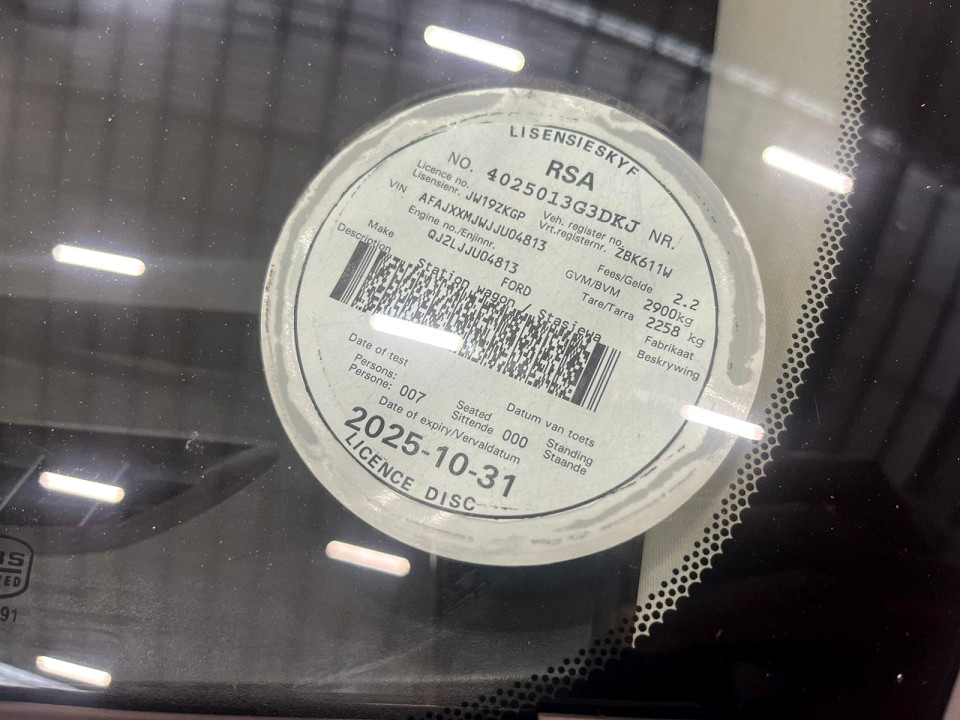 LISENSIESKYF
RSA
NO. 4025013G3DKJ NR.
Licence no. Veh. register no.
Lisensienr. JW19ZKGP Vrt.registernr. ZBK611W
VIN AFAJXXMJWJJU04813 Fees/Gelde 2.2
Engine no./Enjinnr. GVM/BVM 2900kg
QJ2LJJU04813 Tare/Tarra 2258 kg
Make FORD Fabrikaat
Description Station wagon / Stasiewa Beskrywing
Date of test Datum van toets
Persons: Seated Standing
Persone: 007 Sittende 000 Staande
Date of expiry/Vervaldatum
2025-10-31
LICENCE DISC
91